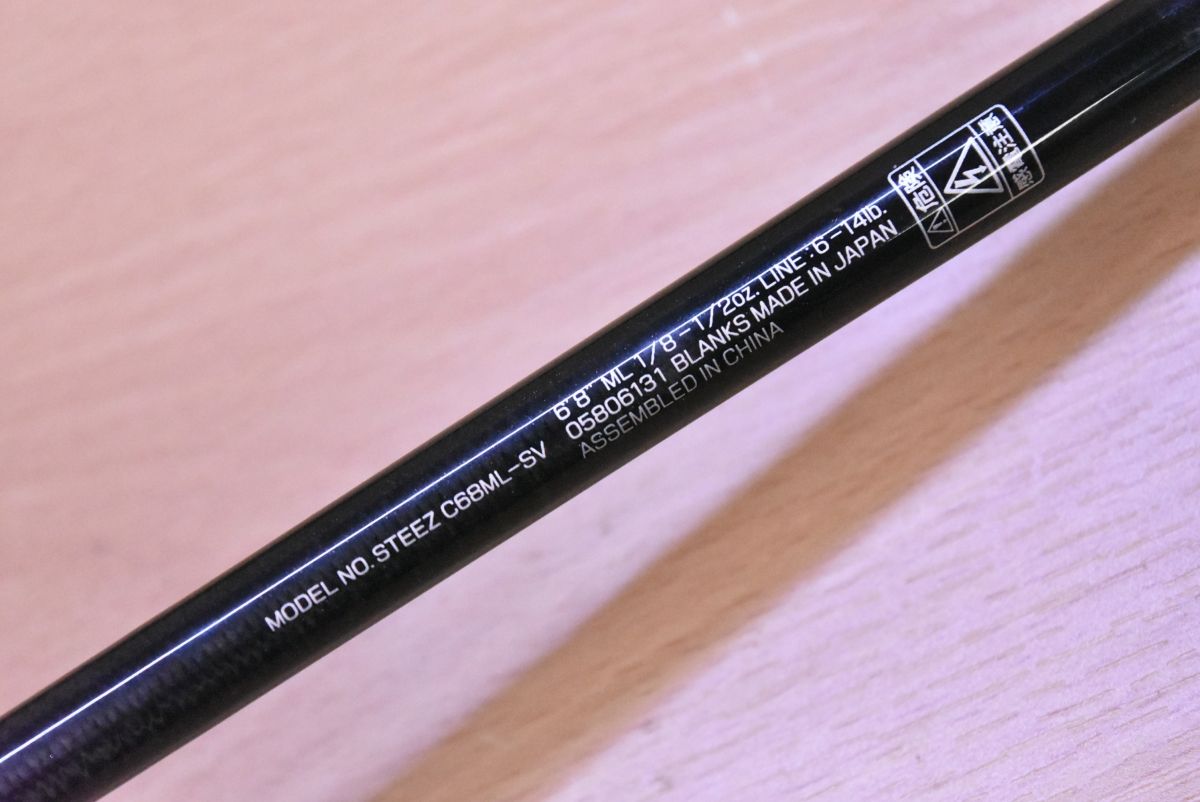 MODEL NO. STEEZ C68ML-SV
6'8" ML 1/8-1/2oz. LINE:6-14lb.
05806131 BLANKS MADE IN JAPAN
ASSEMBLED IN CHINA
危険
感電注意